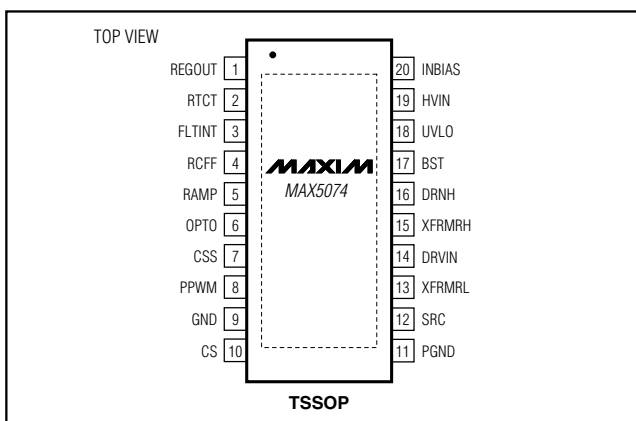 TOP VIEW
REGOUT 1
RTCT 2
FLTINT 3
RCFF 4
RAMP 5
OPTO 6
CSS 7
PPWM 8
GND 9
CS 10
MAXIM
MAX5074
20 INBIAS
19 HVIN
18 UVLO
17 BST
16 DRNH
15 XFRMRH
14 DRVIN
13 XFRMRL
12 SRC
11 PGND
TSSOP